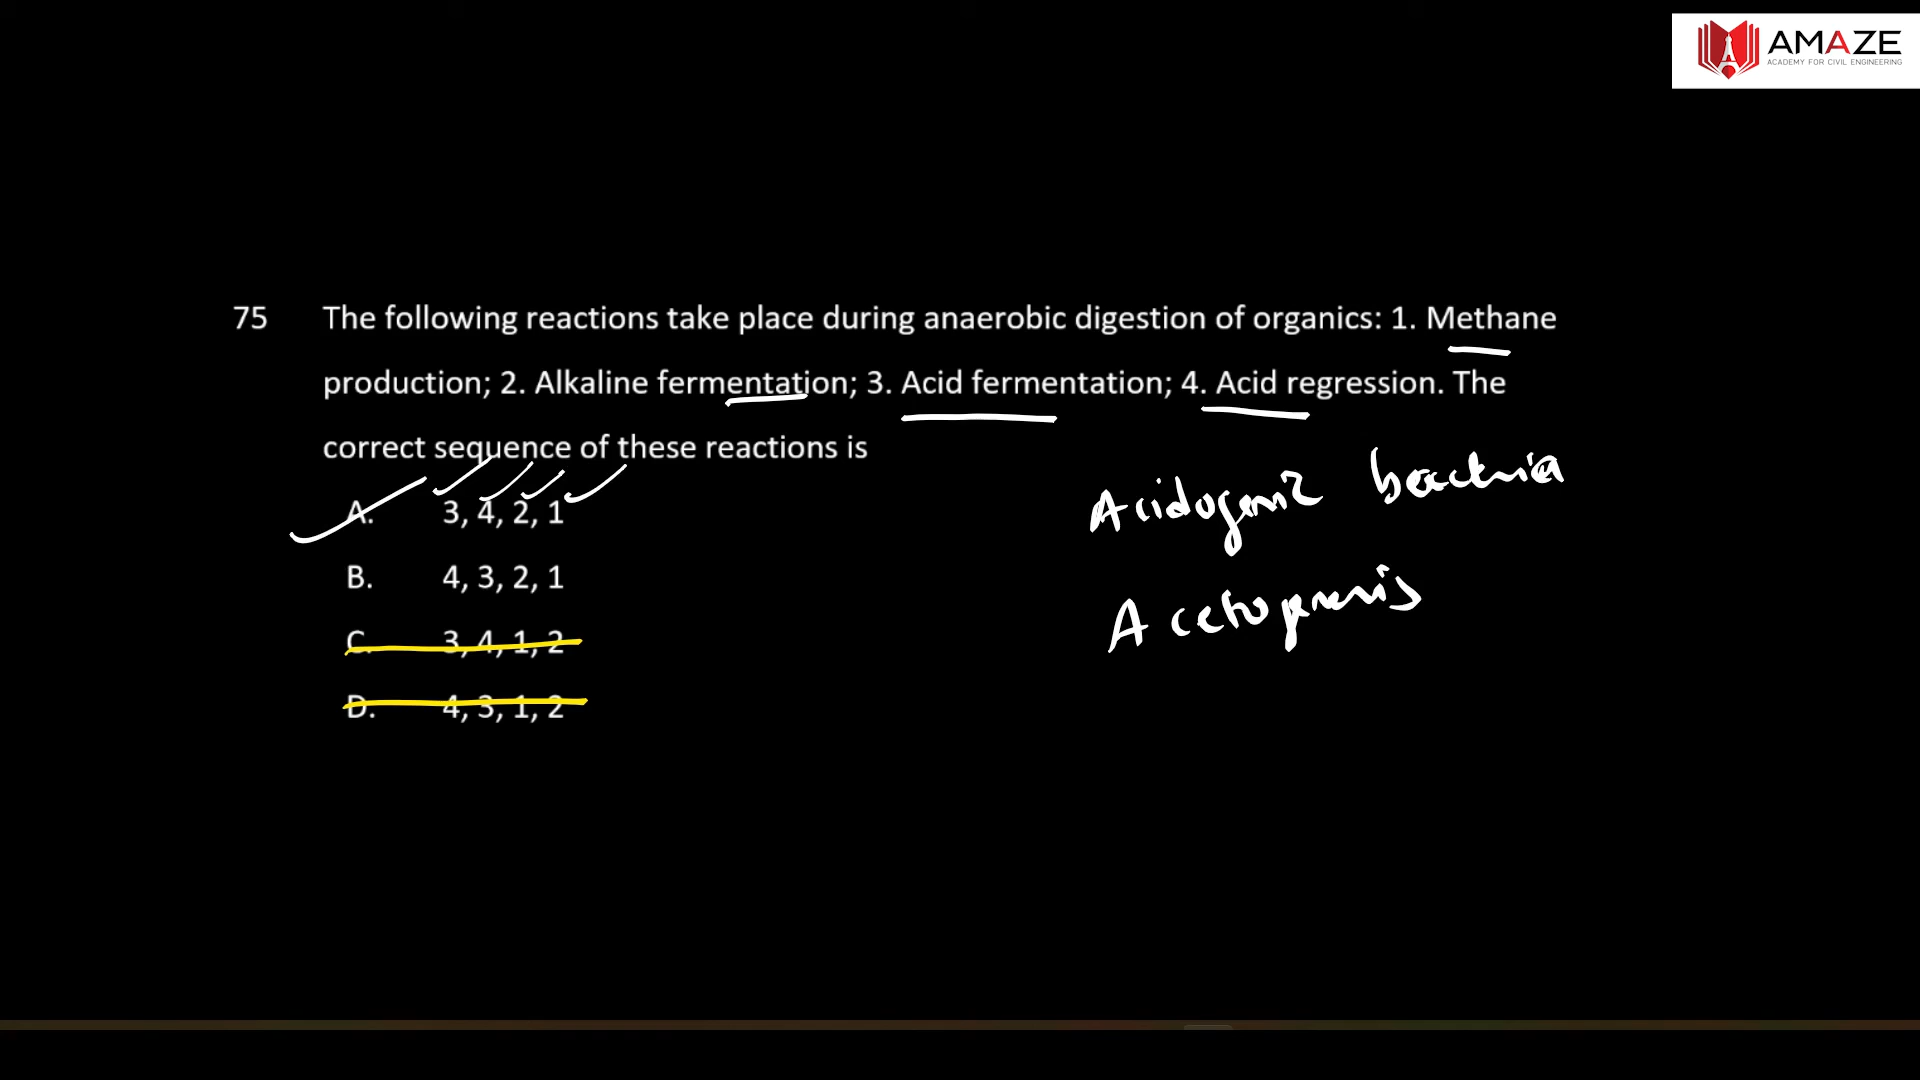 AMAZE
ACADEMY FOR CIVIL ENGINEERING
75 The following reactions take place during anaerobic digestion of organics: 1. Methane
production; 2. Alkaline fermentation; 3. Acid fermentation; 4. Acid regression. The
correct sequence of these reactions is
A. 3, 4, 2, 1
B. 4, 3, 2, 1
C. 3, 4, 1, 2
D. 4, 3, 1, 2
Acidogenic bacteria
Acetogenesis